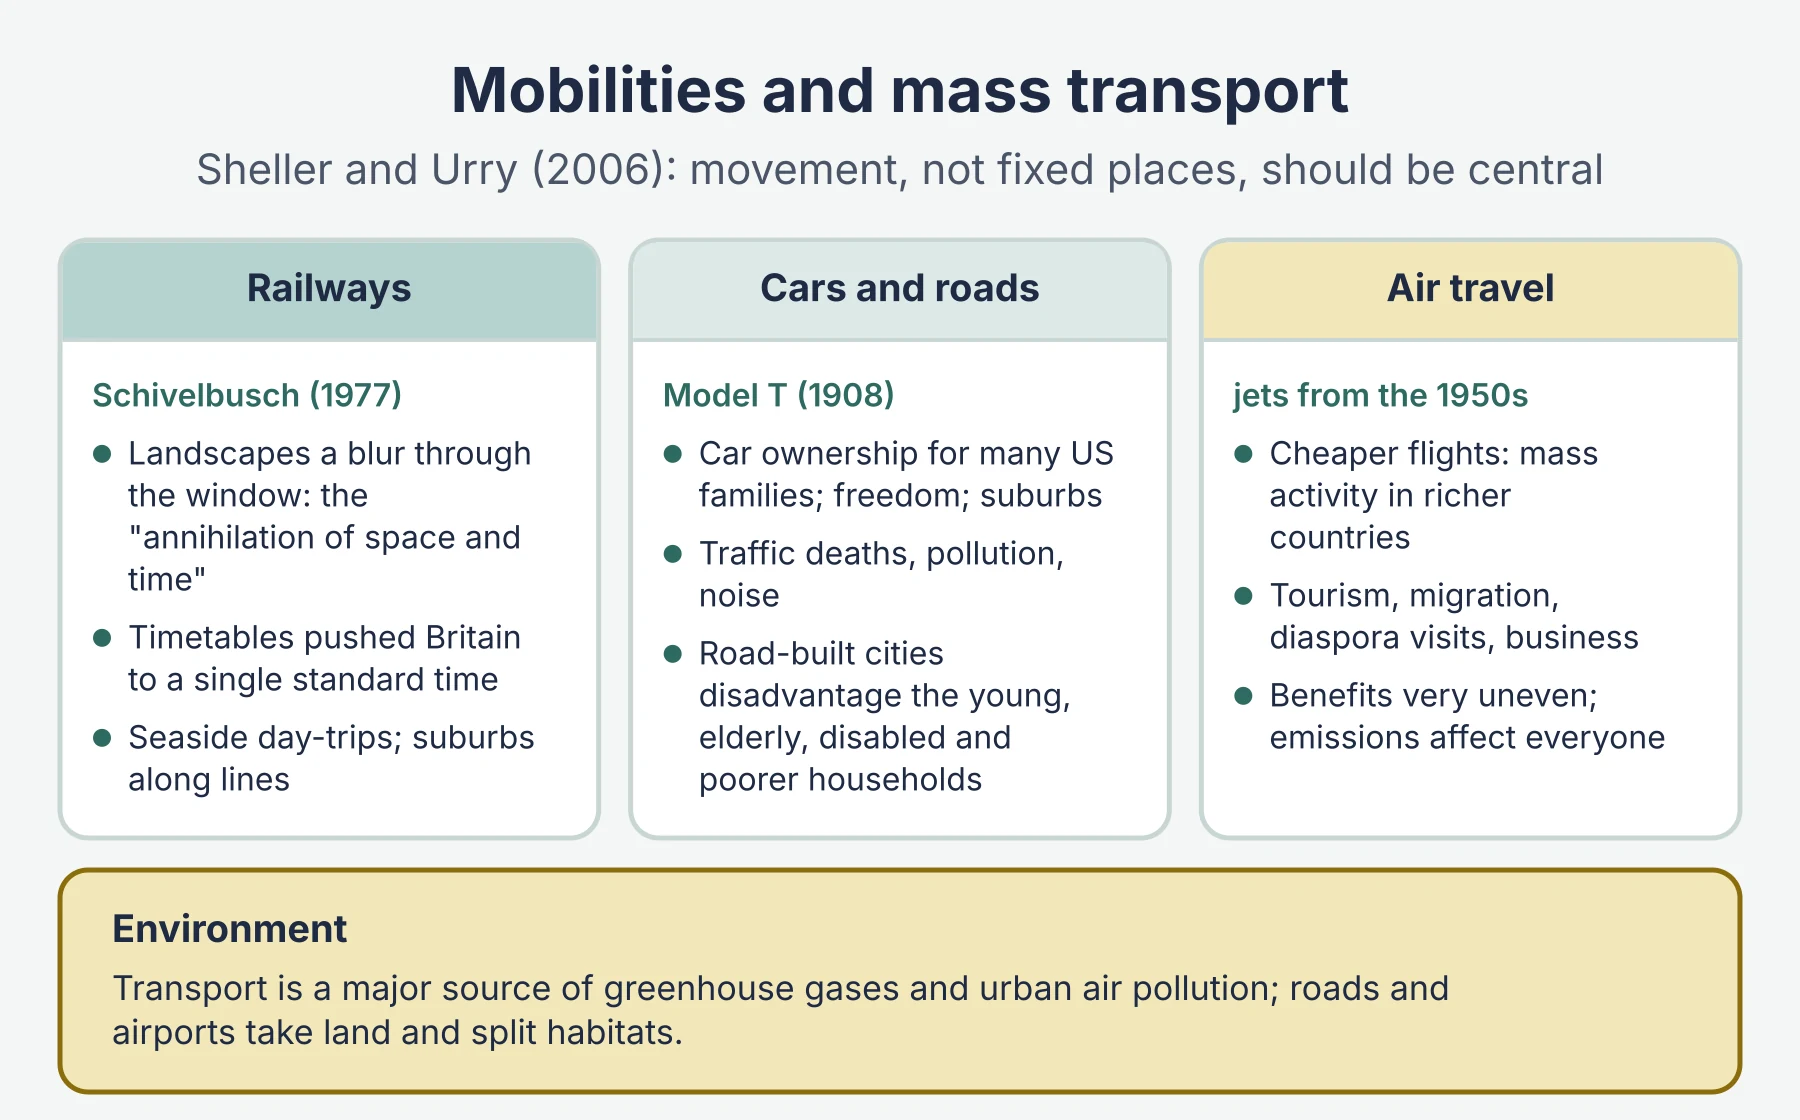 Mobilities and mass transport
Sheller and Urry (2006): movement, not fixed places, should be central
Railways
Schivelbusch (1977)
Landscapes a blur through
the window: the
"annihilation of space and
time"
Timetables pushed Britain
to a single standard time
Seaside day-trips; suburbs
along lines
Cars and roads
Model T (1908)
Car ownership for many US
families; freedom; suburbs
Traffic deaths, pollution,
noise
Road-built cities
disadvantage the young,
elderly, disabled and
poorer households
Air travel
jets from the 1950s
Cheaper flights: mass
activity in richer
countries
Tourism, migration,
diaspora visits, business
Benefits very uneven;
emissions affect everyone
Environment
Transport is a major source of greenhouse gases and urban air pollution; roads and
airports take land and split habitats.